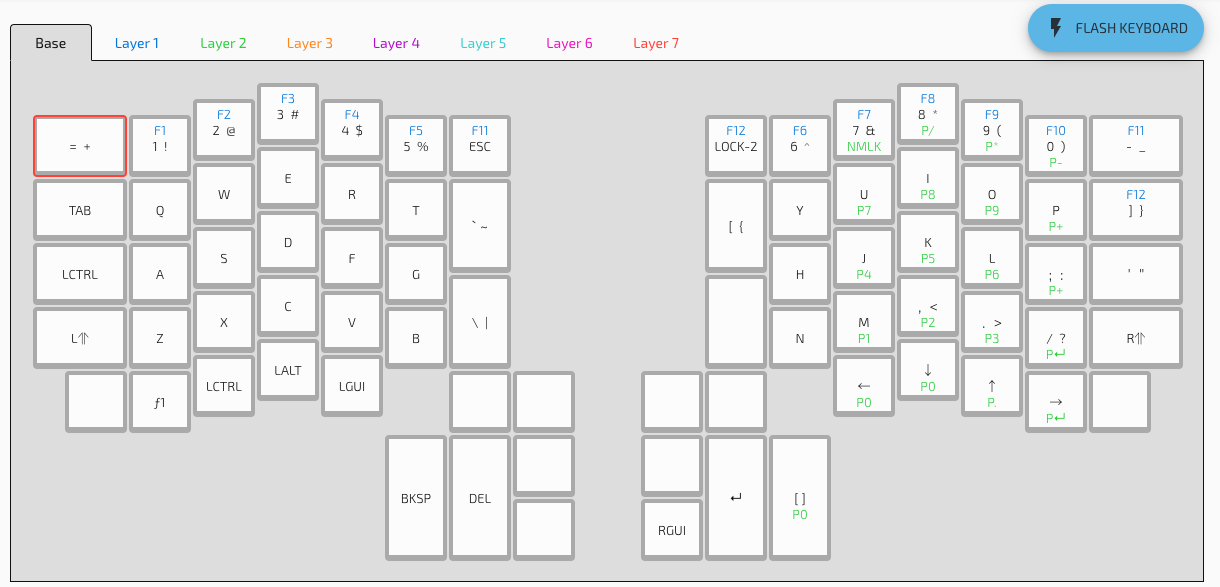 Base
Layer 1
Layer 2
Layer 3
Layer 4
Layer 5
Layer 6
Layer 7
FLASH KEYBOARD
= +
F1
1 !
F2
2 @
F3
3 #
F4
4 $
F5
5 %
F11
ESC
F12
LOCK-2
F6
6 ^
F7
7 &
NMLK
F8
8 *
P/
F9
9 (
P*
F10
0 )
P-
F11
- _
TAB
Q
W
E
R
T
` ~
[ {
Y
U
P7
I
P8
O
P9
P
P+
F12
] }
LCTRL
A
S
D
F
G
H
J
P4
K
P5
L
P6
; :
P+
' "
L⇑
Z
X
C
V
B
\ |
N
M
P1
, <
P2
. >
P3
/ ?
P↵
R⇑
ƒ1
LCTRL
LALT
LGUI
←
P0
↓
P0
↑
P.
→
P↵
BKSP
DEL
↵
[ ]
P0
RGUI